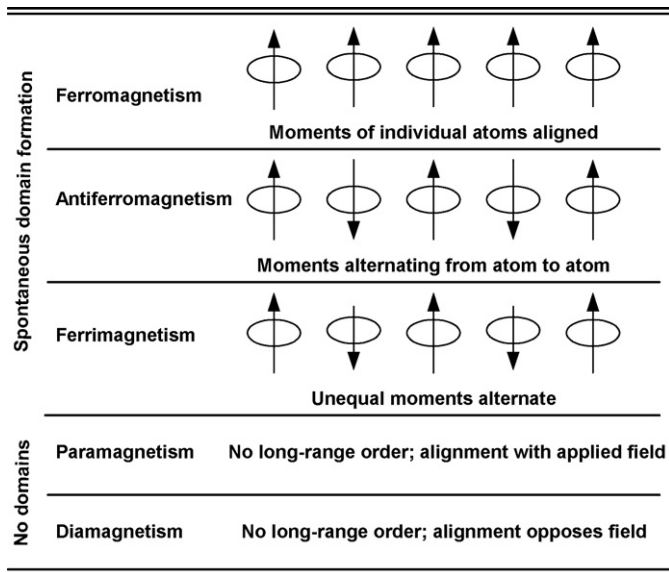 Spontaneous domain formation
Ferromagnetism
Moments of individual atoms aligned
Antiferromagnetism
Moments alternating from atom to atom
Ferrimagnetism
Unequal moments alternate
No domains
Paramagnetism No long-range order; alignment with applied field
Diamagnetism No long-range order; alignment opposes field